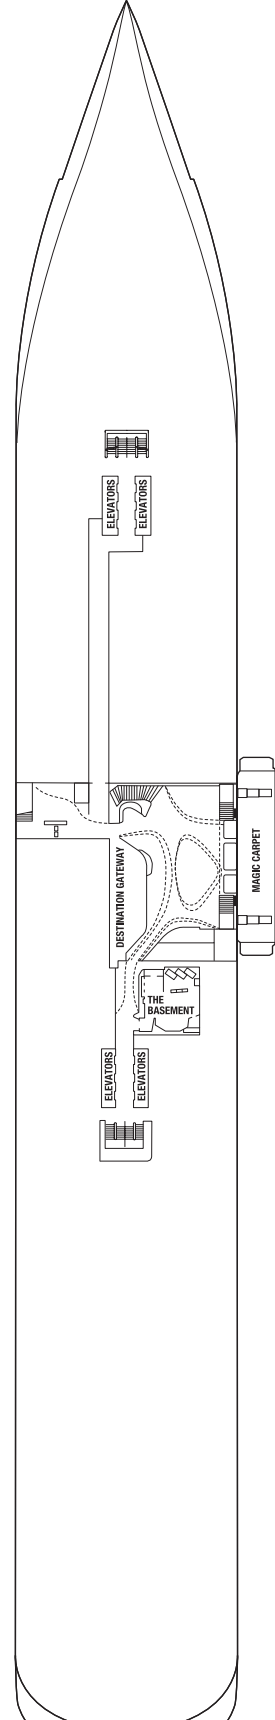 ELEVATORS
ELEVATORS
MAGIC CARPET
DESTINATION GATEWAY
THE
BASEMENT
ELEVATORS
ELEVATORS